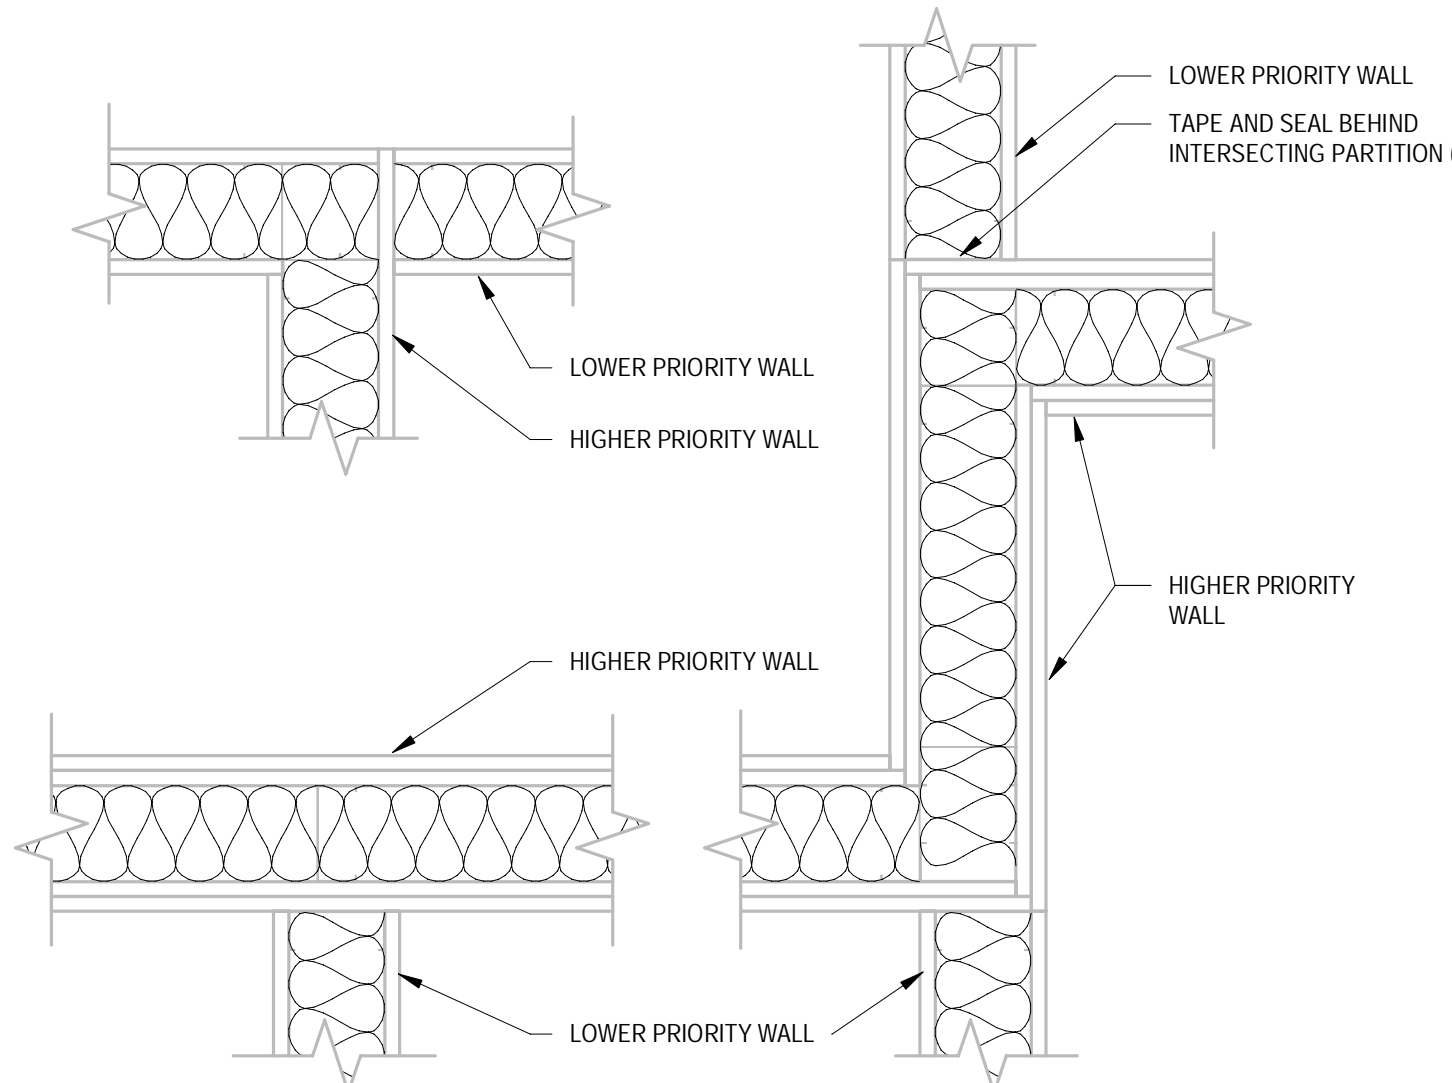 LOWER PRIORITY WALL
TAPE AND SEAL BEHIND
INTERSECTING PARTITION (
LOWER PRIORITY WALL
HIGHER PRIORITY WALL
HIGHER PRIORITY
WALL
HIGHER PRIORITY WALL
LOWER PRIORITY WALL